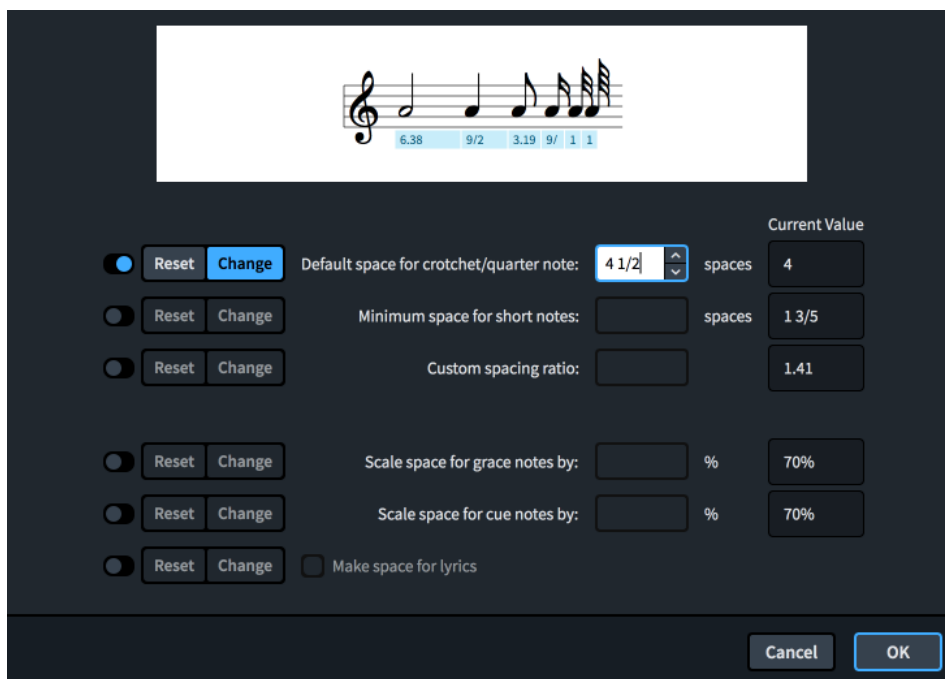 6.38 9/2 3.19 9/ 1 1
Current Value
Reset Change Default space for crotchet/quarter note: 4 1/2 spaces 4
Reset Change Minimum space for short notes: spaces 1 3/5
Reset Change Custom spacing ratio: 1.41
Reset Change Scale space for grace notes by: % 70%
Reset Change Scale space for cue notes by: % 70%
Reset Change Make space for lyrics
Cancel OK